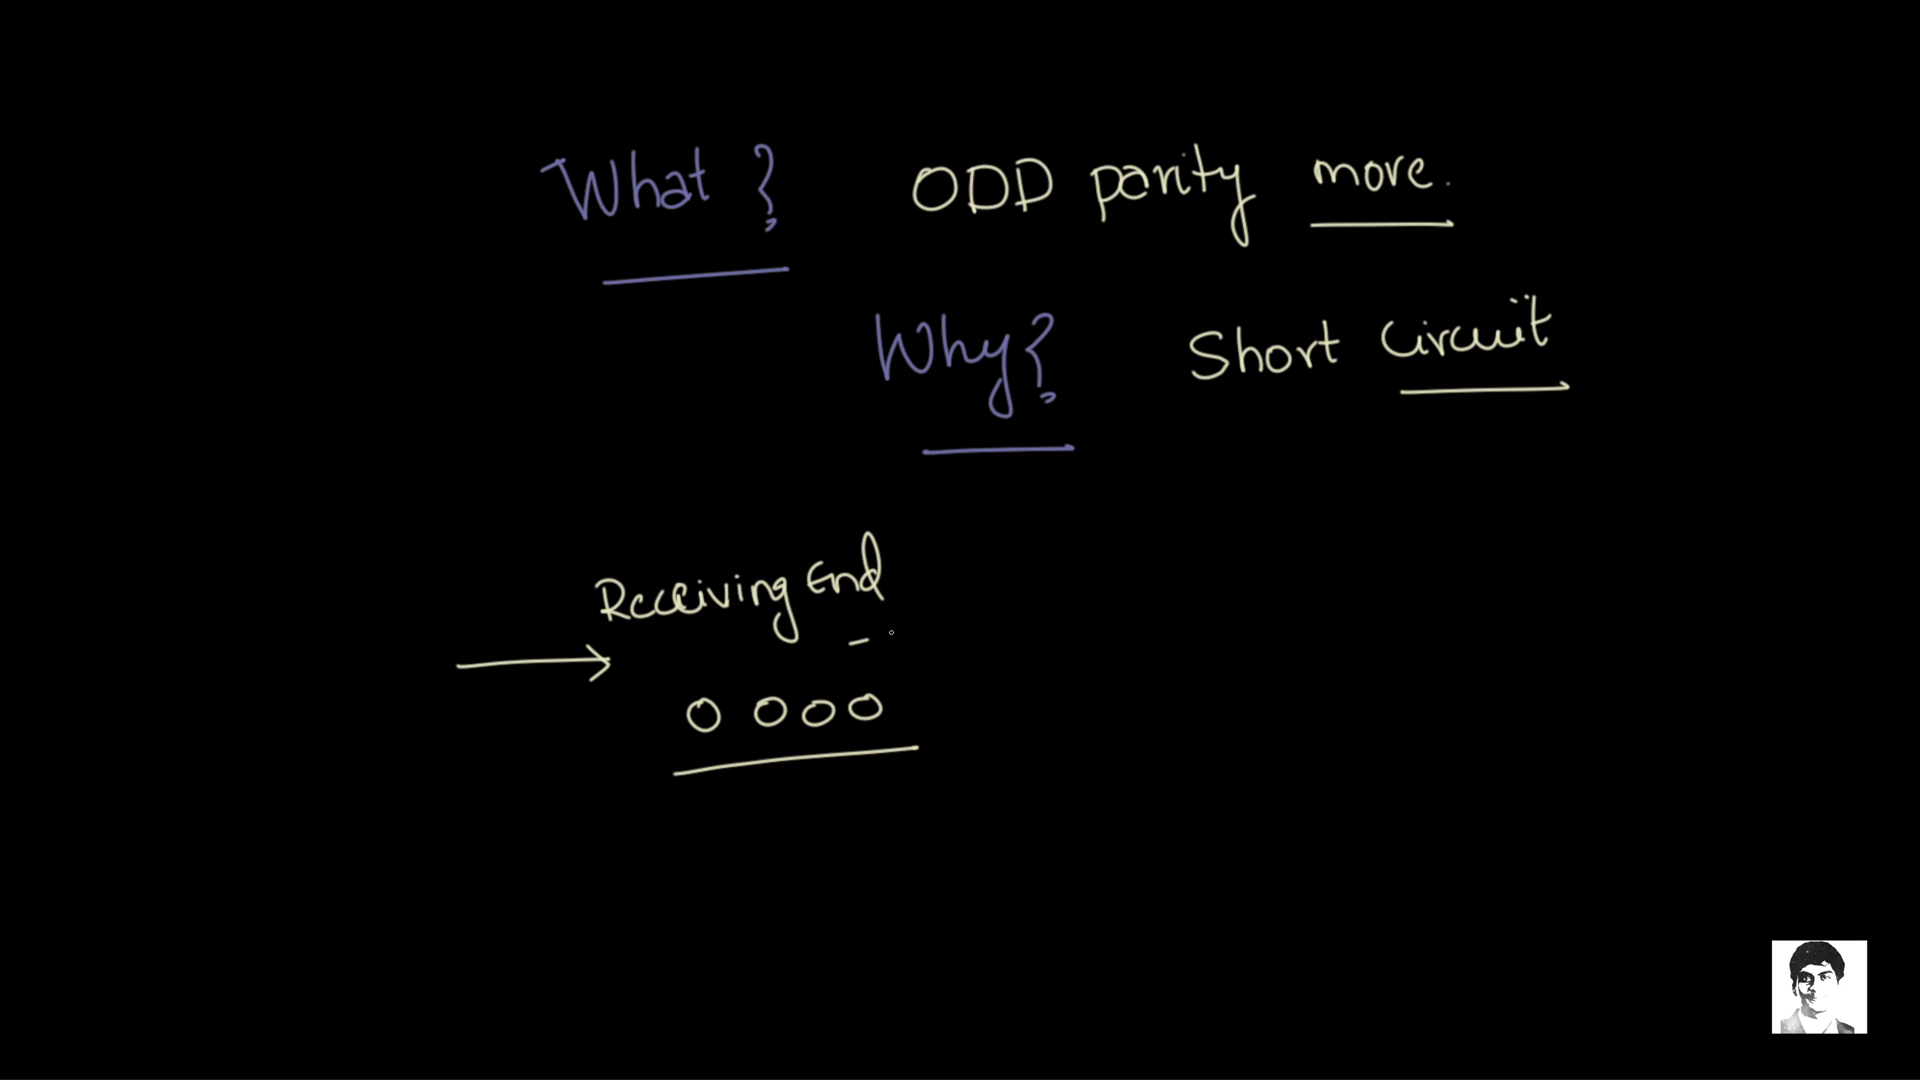 What ? ODD parity more.
Why? Short Circuit
Receiving End
0 000